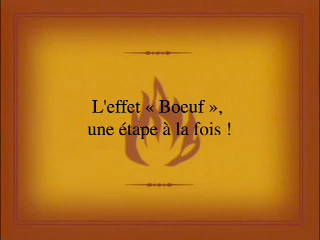 L'effet « Boeuf »,
une étape à la fois !